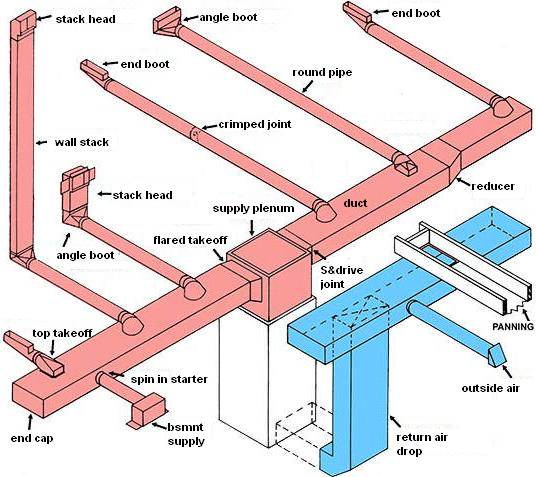 stack head
angle boot
end boot
end boot
round pipe
crimped joint
wall stack
stack head
supply plenum
duct
reducer
flared takeoff
angle boot
S&drive
joint
PANNING
top takeoff
spin in starter
outside air
end cap
bsmnt
supply
return air
drop